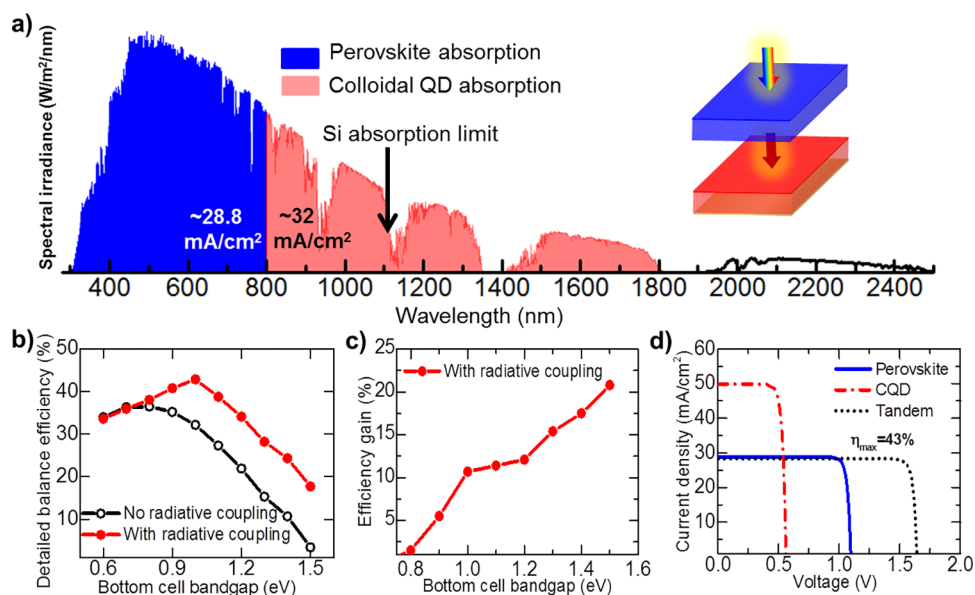 a)
Spectral irradiance (W/m²/nm)
Perovskite absorption
Colloidal QD absorption
Si absorption limit
~28.8
mA/cm²
~32
mA/cm²
400 600 800 1000 1200 1400 1600 1800 2000 2200 2400
Wavelength (nm)
b)
Detailed balance efficiency (%)
50
40
30
20
10
No radiative coupling
With radiative coupling
0.6 0.9 1.2 1.5
Bottom cell bandgap (eV)
c)
Efficiency gain (%)
25
20
15
10
5
With radiative coupling
0.8 1.0 1.2 1.4 1.6
Bottom cell bandgap (eV)
d)
Current density (mA/cm²)
60
50
40
30
20
10
Perovskite
CQD
Tandem
ηmax=43%
0.0 0.5 1.0 1.5 2.0
Voltage (V)